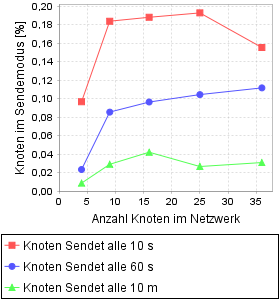 0,20
0,18
0,16
0,14
0,12
0,10
0,08
0,06
0,04
0,02
0,00
Knoten im Sendemodus [%]
0 5 10 15 20 25 30 35
Anzahl Knoten im Netzwerk
Knoten Sendet alle 10 s
Knoten Sendet alle 60 s
Knoten Sendet alle 10 m